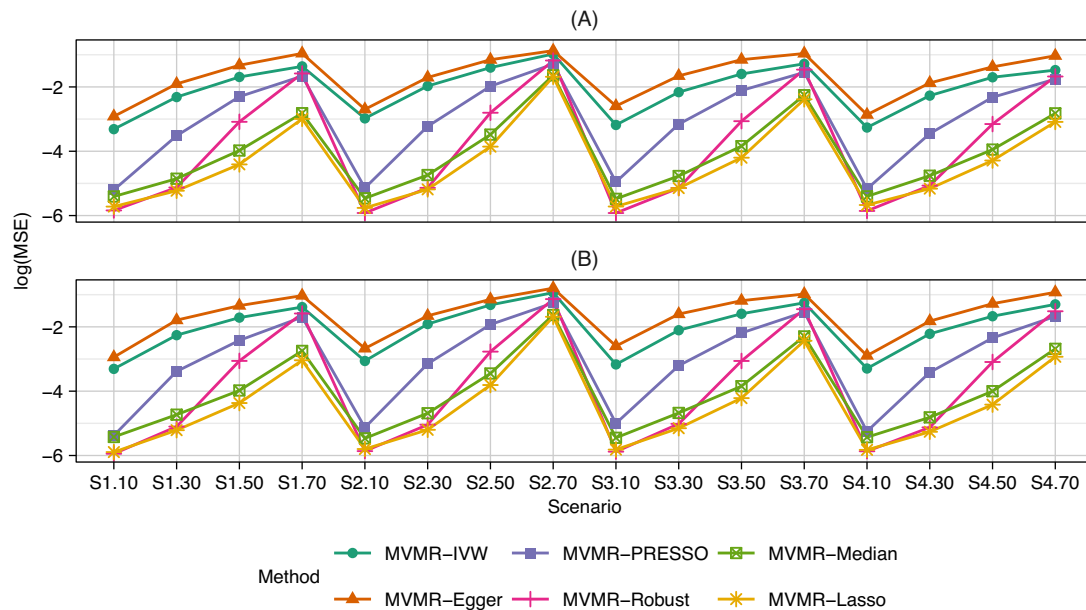 (A)
−2
−4
−6
log(MSE)
(B)
−2
−4
−6
S1.10 S1.30 S1.50 S1.70 S2.10 S2.30 S2.50 S2.70 S3.10 S3.30 S3.50 S3.70 S4.10 S4.30 S4.50 S4.70
Scenario
Method
MVMR−IVW MVMR−PRESSO MVMR−Median
MVMR−Egger MVMR−Robust MVMR−Lasso